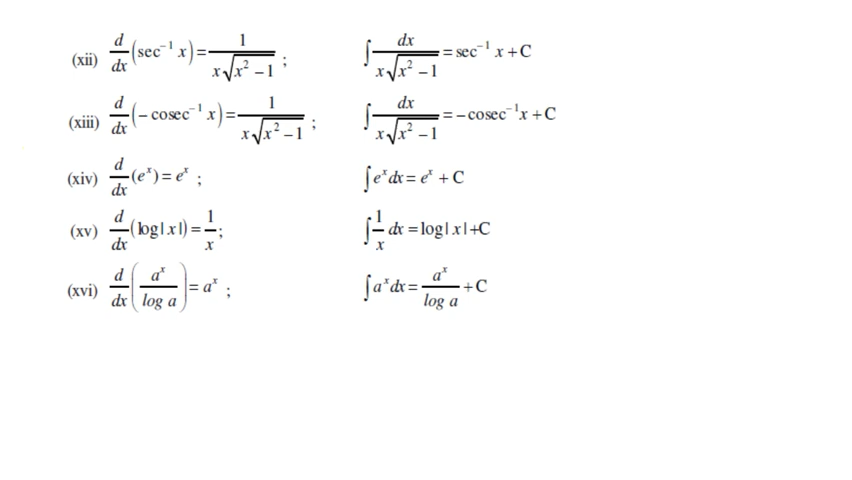 (xii) d/dx (sec⁻¹ x) = 1/(x√(x² – 1)) ; ∫ dx/(x√(x² – 1)) = sec⁻¹ x + C
(xiii) d/dx (– cosec⁻¹ x) = 1/(x√(x² – 1)) ; ∫ dx/(x√(x² – 1)) = – cosec⁻¹ x + C
(xiv) d/dx (eˣ) = eˣ ; ∫ eˣ dx = eˣ + C
(xv) d/dx (log| x |) = 1/x ; ∫ 1/x dx = log| x | + C
(xvi) d/dx (aˣ/log a) = aˣ ; ∫ aˣ dx = aˣ/log a + C